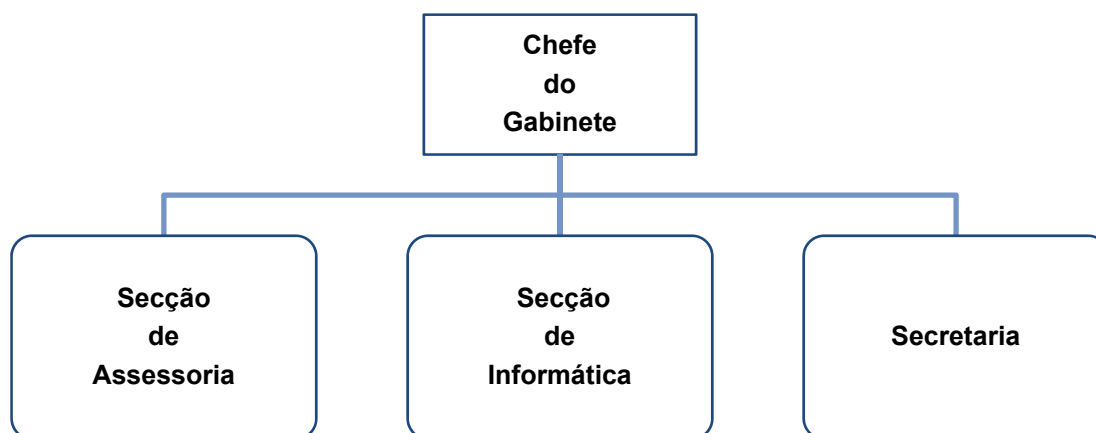 Chefe
do
Gabinete
Secção
de
Assessoria
Secção
de
Informática
Secretaria